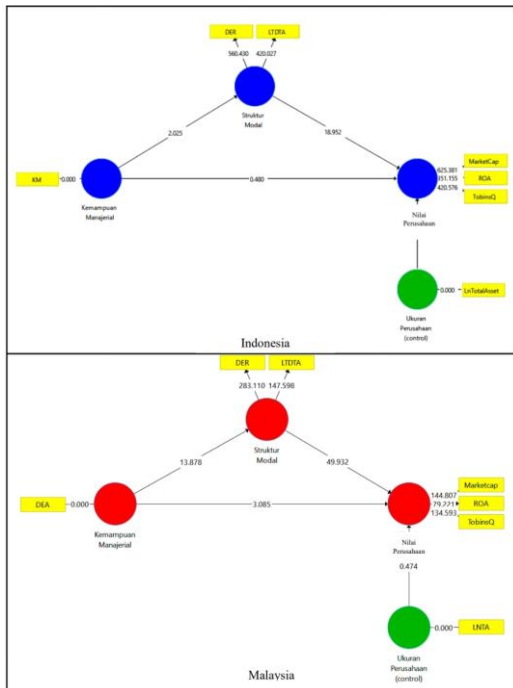 DER
LTDTA
560.430
420.027
Struktur
Modal
2.025
18.952
KM
0.000
0.480
MarketCap
625.381
351.155
ROA
420.576
TobinsQ
Kemampuan
Manajerial
Nilai
Perusahaan
0.000
LnTotalAsset
Ukuran
Perusahaan
(control)
Indonesia
DER
LTDTA
283.110
147.598
Struktur
Modal
13.878
49.932
DEA
0.000
3.085
Marketcap
144.807
79.221
ROA
134.593
TobinsQ
Kemampuan
Manajerial
Nilai
Perusahaan
0.474
0.000
LNTA
Ukuran
Perusahaan
(control)
Malaysia